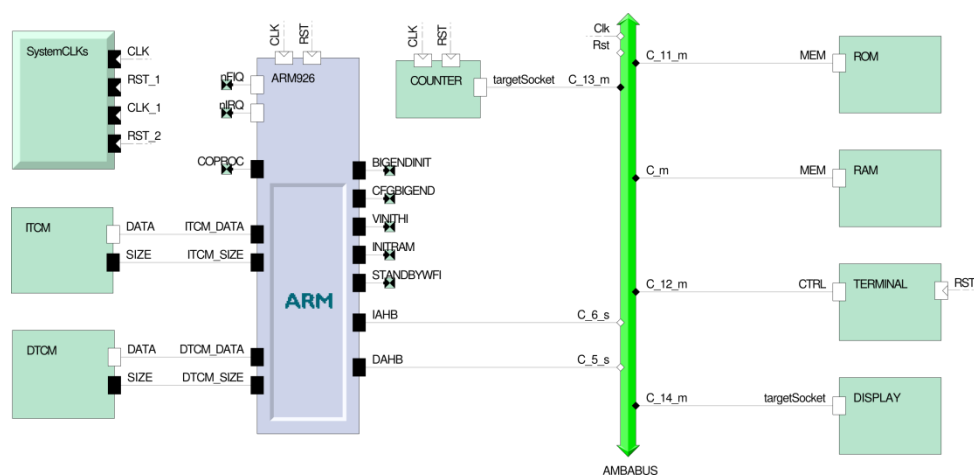 SystemCLKs
CLK
RST_1
CLK_1
RST_2
CLK
RST
nFIQ
nIRQ
ARM926
COPROC
BIGENDINIT
CFGBIGEND
VINITHI
INITRAM
STANDBYWFI
ARM
IAHB
DAHB
ITCM
DATA
ITCM_DATA
SIZE
ITCM_SIZE
DTCM
DATA
DTCM_DATA
SIZE
DTCM_SIZE
CLK
RST
COUNTER
targetSocket
C_13_m
Clk
Rst
C_6_s
C_5_s
AMBABUS
C_11_m
MEM
ROM
C_m
MEM
RAM
C_12_m
CTRL
TERMINAL
RST
C_14_m
targetSocket
DISPLAY